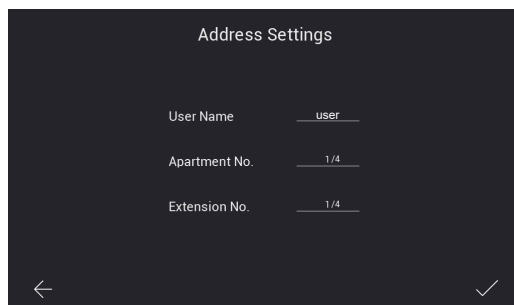 Address Settings
User Name user
Apartment No. 1/4
Extension No. 1/4